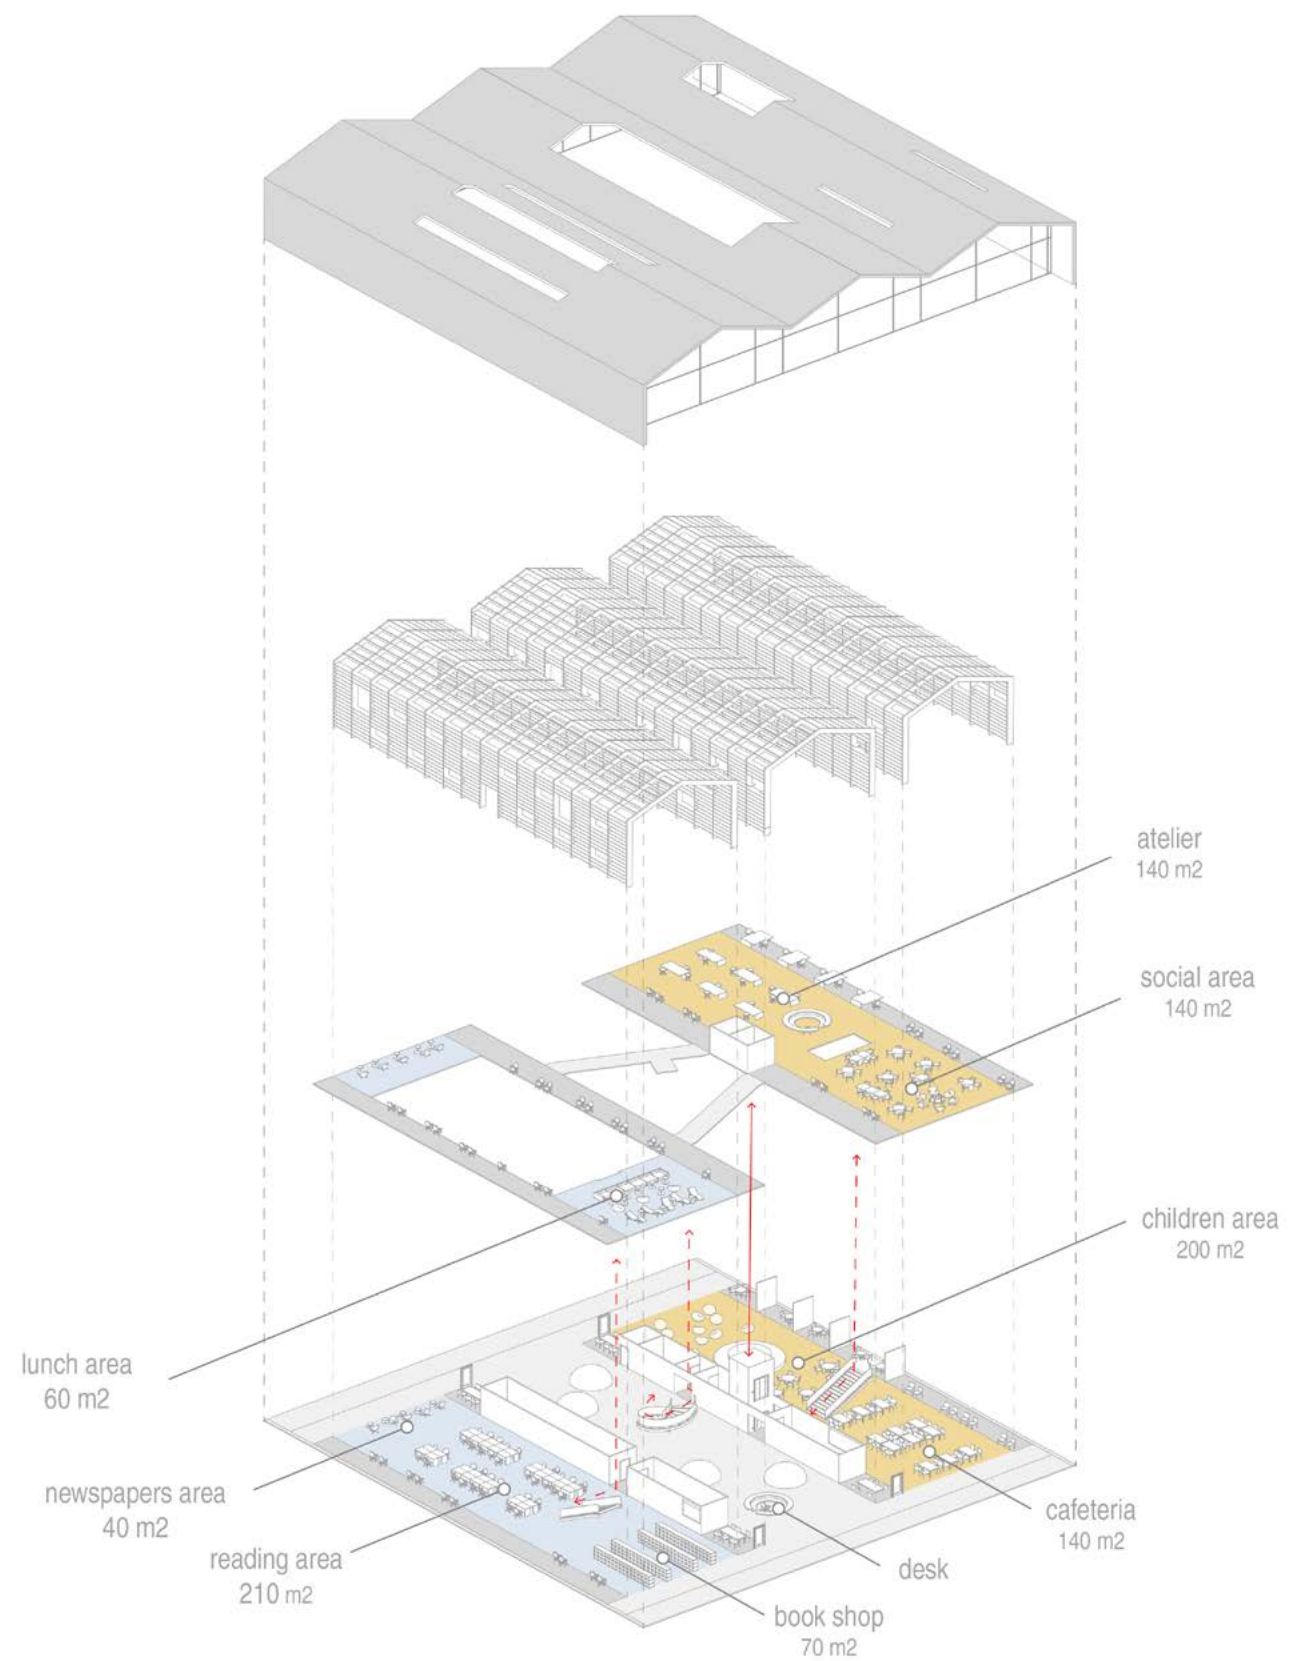 atelier
140 m2
social area
140 m2
children area
200 m2
lunch area
60 m2
newspapers area
40 m2
reading area
210 m2
cafeteria
140 m2
desk
book shop
70 m2